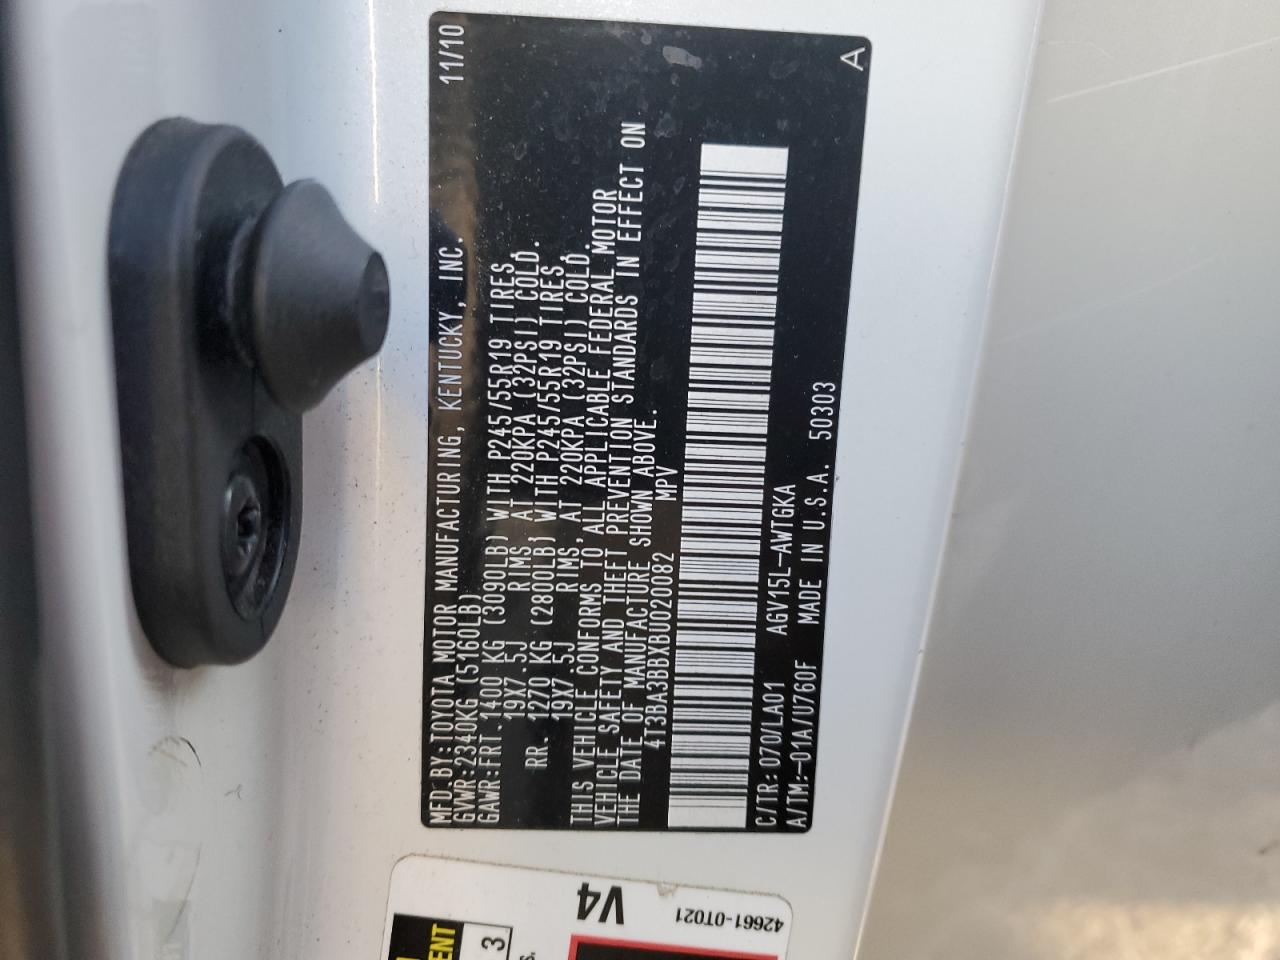 MFD.BY:TOYOTA MOTOR MANUFACTURING, KENTUCKY, INC. 11/10
GVWR:2340KG (5160LB)
GAWR:FRT.1400 KG (3090LB) WITH P245/55R19 TIRES,
19X7.5J RIMS, AT 220KPA (32PSI) COLD.
RR. 1270 KG (2800LB) WITH P245/55R19 TIRES,
19X7.5J RIMS, AT 220KPA (32PSI) COLD.
THIS VEHICLE CONFORMS TO ALL APPLICABLE FEDERAL MOTOR
VEHICLE SAFETY AND THEFT PREVENTION STANDARDS IN EFFECT ON
THE DATE OF MANUFACTURE SHOWN ABOVE.
4T3BA3BBXBU020082 MPV
C/TR:070/LA01 AGV15L-AWTGKA
A/TM:-01A/U760F MADE IN U.S.A. 50303
A
V4
42661-0T021
3